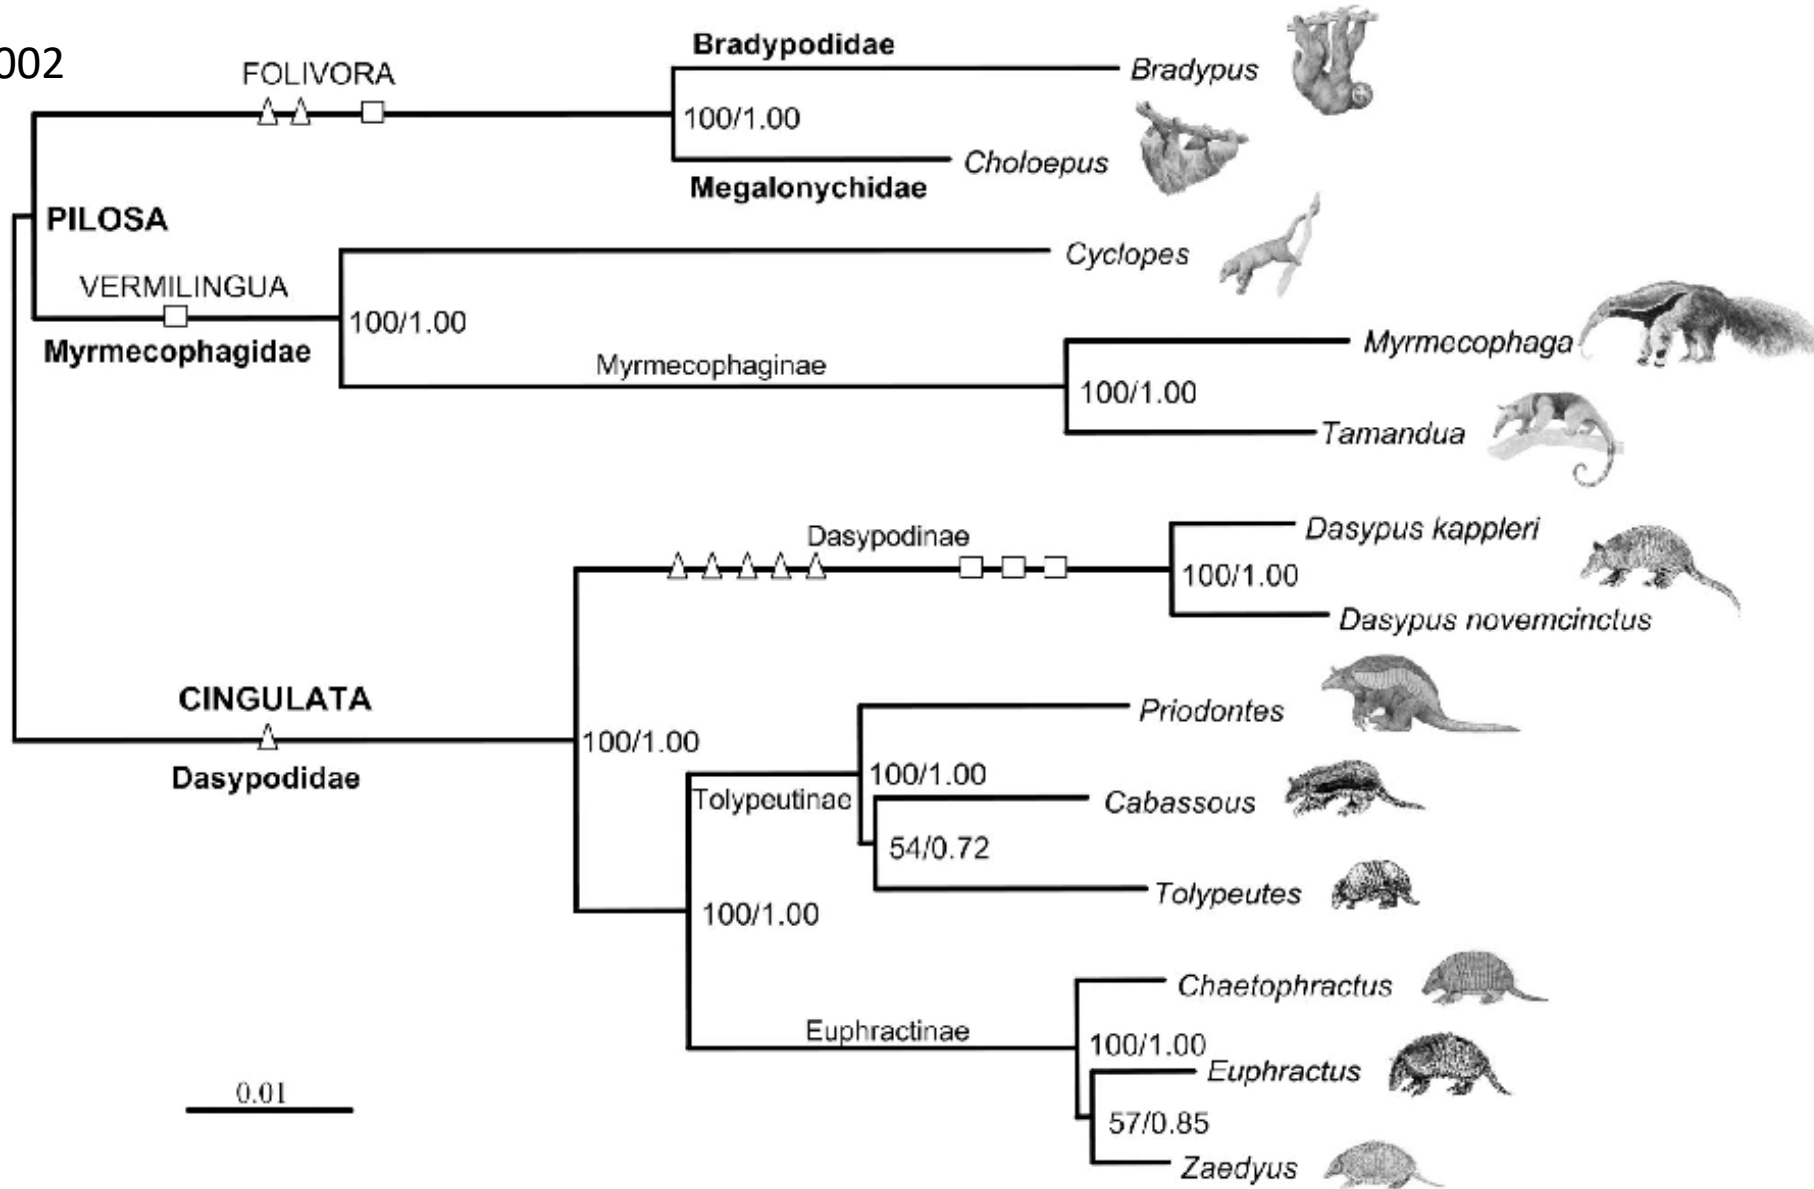 002
FOLIVORA
Bradypodidae
Bradypus
100/1.00
Choloepus
Megalonychidae
PILOSA
Cyclopes
VERMILINGUA
100/1.00
Myrmecophagidae
Myrmecophaginae
Myrmecophaga
100/1.00
Tamandua
Dasypodinae
Dasypus kappleri
100/1.00
Dasypus novemcinctus
CINGULATA
Dasypodidae
100/1.00
Priodontes
100/1.00
Tolypeutinae
Cabassous
54/0.72
Tolypeutes
100/1.00
Chaetophractus
Euphractinae
100/1.00
Euphractus
57/0.85
Zaedyus
0.01